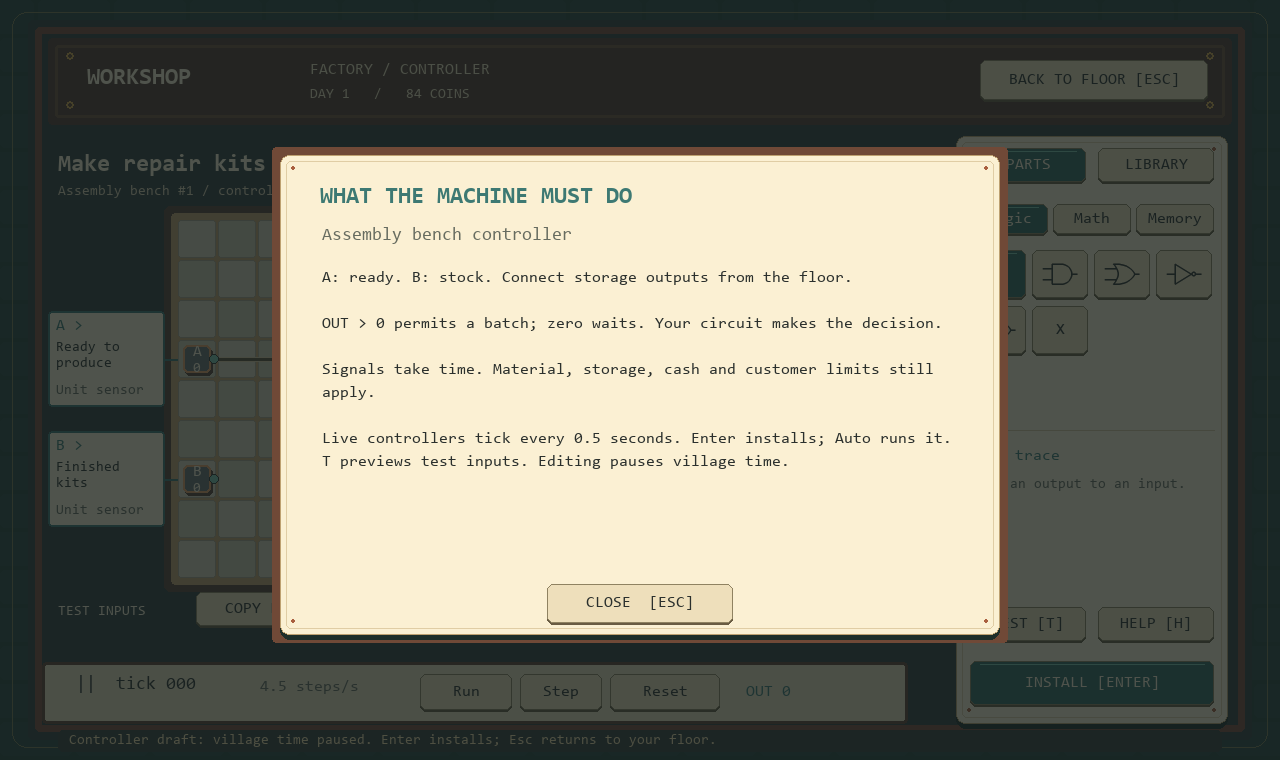 WORKSHOP
FACTORY / CONTROLLER
DAY 1 / 84 COINS
BACK TO FLOOR [ESC]
Make repair kits
Assembly bench #1 /
PARTS
LIBRARY
Math
Memory
X
A >
Ready to
produce
Unit sensor
A
0
B >
Finished
kits
Unit sensor
B
0
WHAT THE MACHINE MUST DO
Assembly bench controller
A: ready. B: stock. Connect storage outputs from the floor.
OUT > 0 permits a batch; zero waits. Your circuit makes the decision.
Signals take time. Material, storage, cash and customer limits still
apply.
Live controllers tick every 0.5 seconds. Enter installs; Auto runs it.
T previews test inputs. Editing pauses village time.
CLOSE [ESC]
trace
an output to an input.
TEST INPUTS
COPY
[T]
HELP [H]
INSTALL [ENTER]
|| tick 000
4.5 steps/s
Run
Step
Reset
OUT 0
Controller draft: village time paused. Enter installs; Esc returns to your floor.